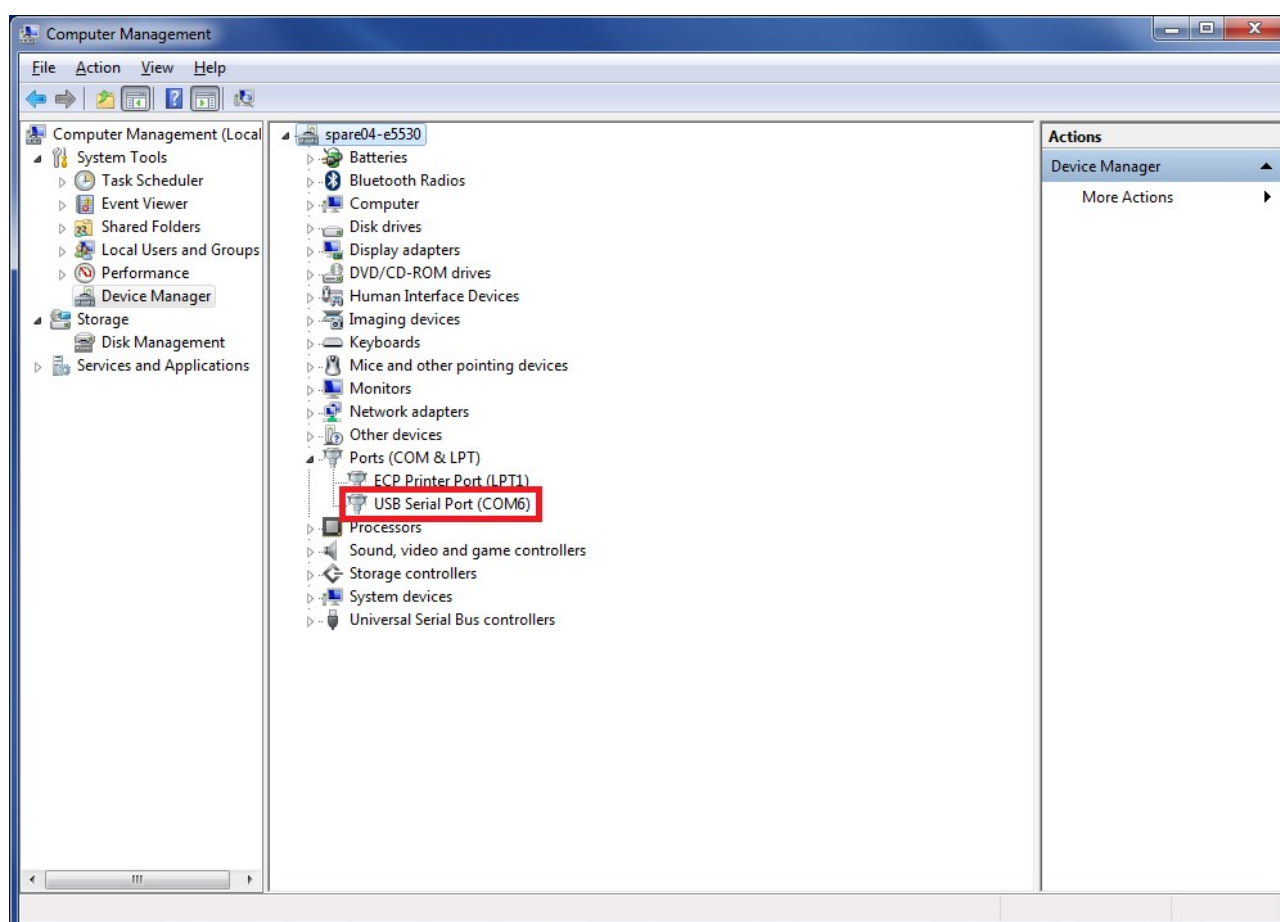 Computer Management
File Action View Help
Computer Management (Local
System Tools
Task Scheduler
Event Viewer
Shared Folders
Local Users and Groups
Performance
Device Manager
Storage
Disk Management
Services and Applications
spare04-e5530
Batteries
Bluetooth Radios
Computer
Disk drives
Display adapters
DVD/CD-ROM drives
Human Interface Devices
Imaging devices
Keyboards
Mice and other pointing devices
Monitors
Network adapters
Other devices
Ports (COM & LPT)
ECP Printer Port (LPT1)
USB Serial Port (COM6)
Processors
Sound, video and game controllers
Storage controllers
System devices
Universal Serial Bus controllers
Actions
Device Manager
More Actions